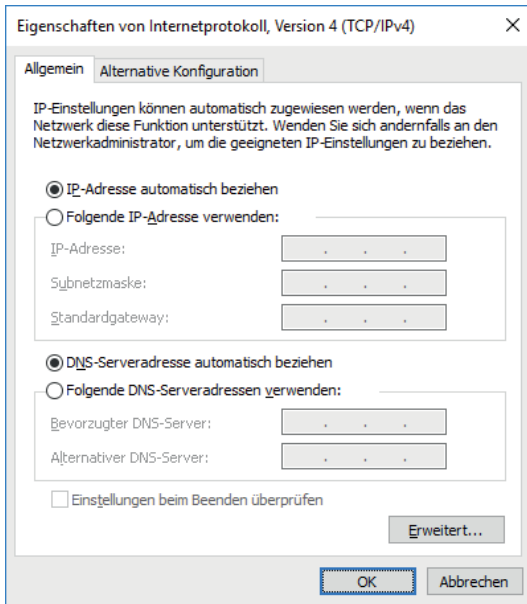 Eigenschaften von Internetprotokoll, Version 4 (TCP/IPv4)
Allgemein
Alternative Konfiguration
IP-Einstellungen können automatisch zugewiesen werden, wenn das
Netzwerk diese Funktion unterstützt. Wenden Sie sich andernfalls an den
Netzwerkadministrator, um die geeigneten IP-Einstellungen zu beziehen.
IP-Adresse automatisch beziehen
Folgende IP-Adresse verwenden:
IP-Adresse:
Subnetzmaske:
Standardgateway:
DNS-Serveradresse automatisch beziehen
Folgende DNS-Serveradressen verwenden:
Bevorzugter DNS-Server:
Alternativer DNS-Server:
Einstellungen beim Beenden überprüfen
Erweitert...
OK
Abbrechen